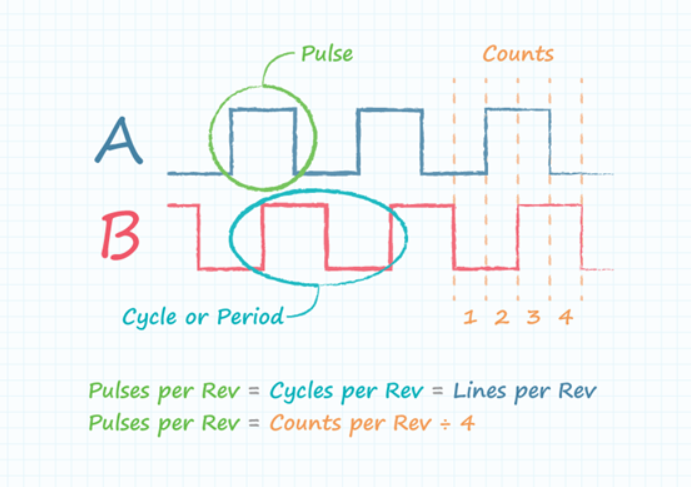 Pulse
Counts
A
B
Cycle or Period
1 2 3 4
Pulses per Rev = Cycles per Rev = Lines per Rev
Pulses per Rev = Counts per Rev ÷ 4